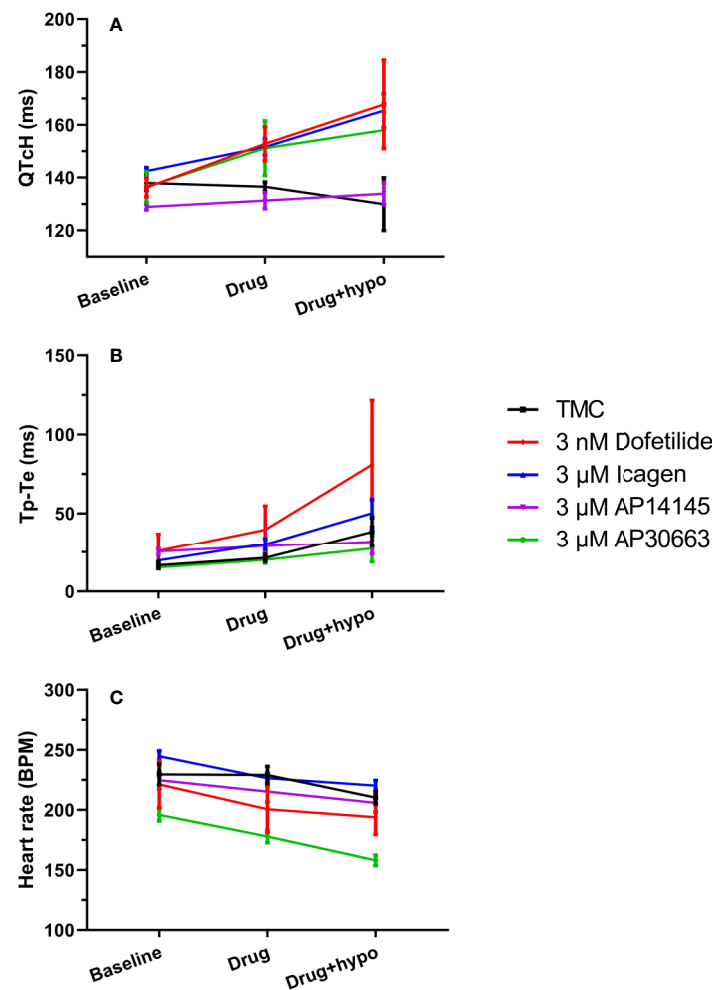 A
QTcH (ms)
200
180
160
140
120
Baseline
Drug
Drug+hypo
B
Tp-Te (ms)
150
100
50
0
Baseline
Drug
Drug+hypo
TMC
3 nM Dofetilide
3 µM Icagen
3 µM AP14145
3 µM AP30663
C
Heart rate (BPM)
300
250
200
150
100
Baseline
Drug
Drug+hypo